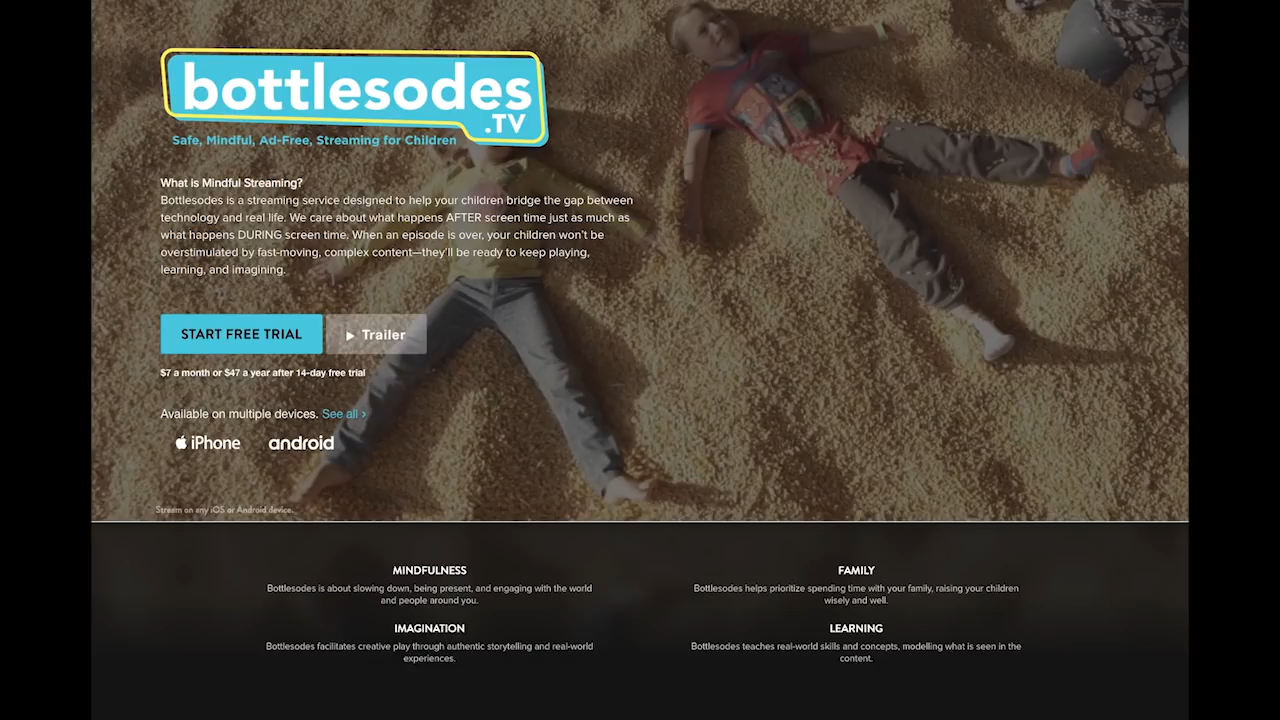 bottlesodes
.TV
Safe, Mindful, Ad-Free, Streaming for Children
What is Mindful Streaming?
Bottlesodes is a streaming service designed to help your children bridge the gap between
technology and real life. We care about what happens AFTER screen time just as much as
what happens DURING screen time. When an episode is over, your children won't be
overstimulated by fast-moving, complex content—they'll be ready to keep playing,
learning, and imagining.
START FREE TRIAL
Trailer
$7 a month or $47 a year after 14-day free trial
Available on multiple devices. See all ›
iPhone
android
Stream on any iOS or Android device.
MINDFULNESS
Bottlesodes is about slowing down, being present, and engaging with the world
and people around you.
FAMILY
Bottlesodes helps prioritize spending time with your family, raising your children
wisely and well.
IMAGINATION
Bottlesodes facilitates creative play through authentic storytelling and real-world
experiences.
LEARNING
Bottlesodes teaches real-world skills and concepts, modelling what is seen in the
content.